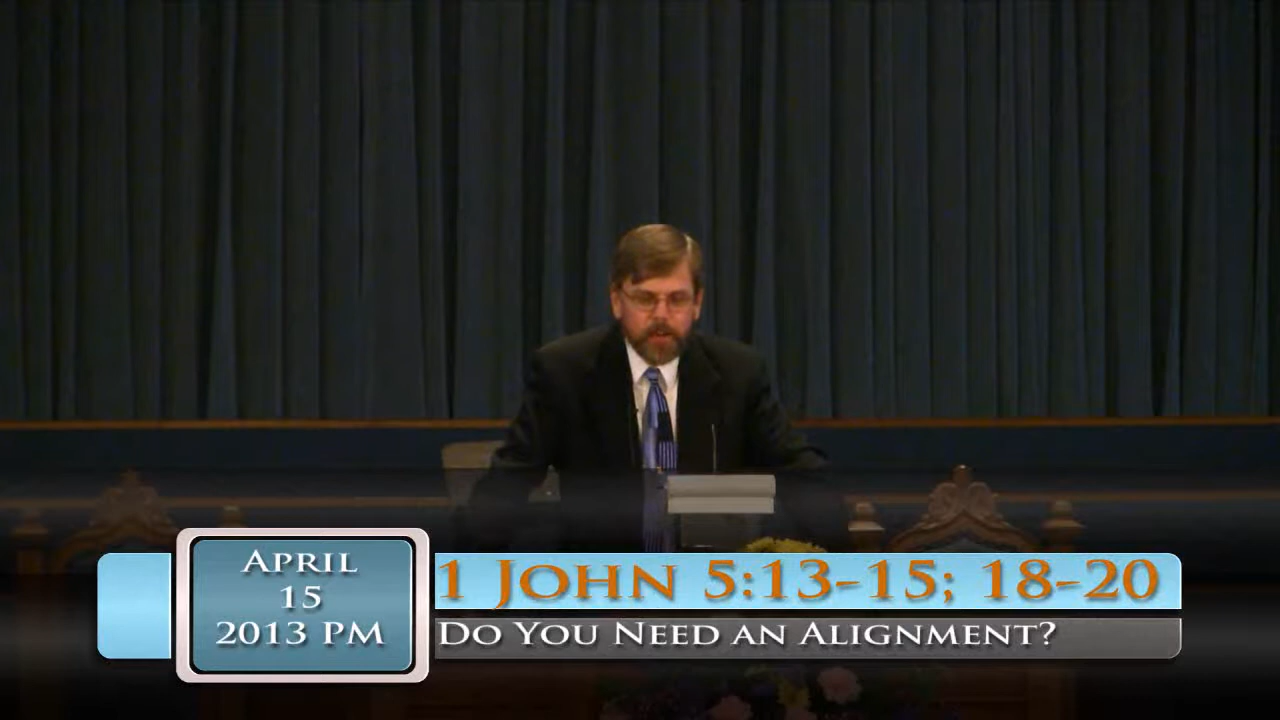 April
15
2013 PM
1 John 5:13-15; 18-20
Do You Need an Alignment?